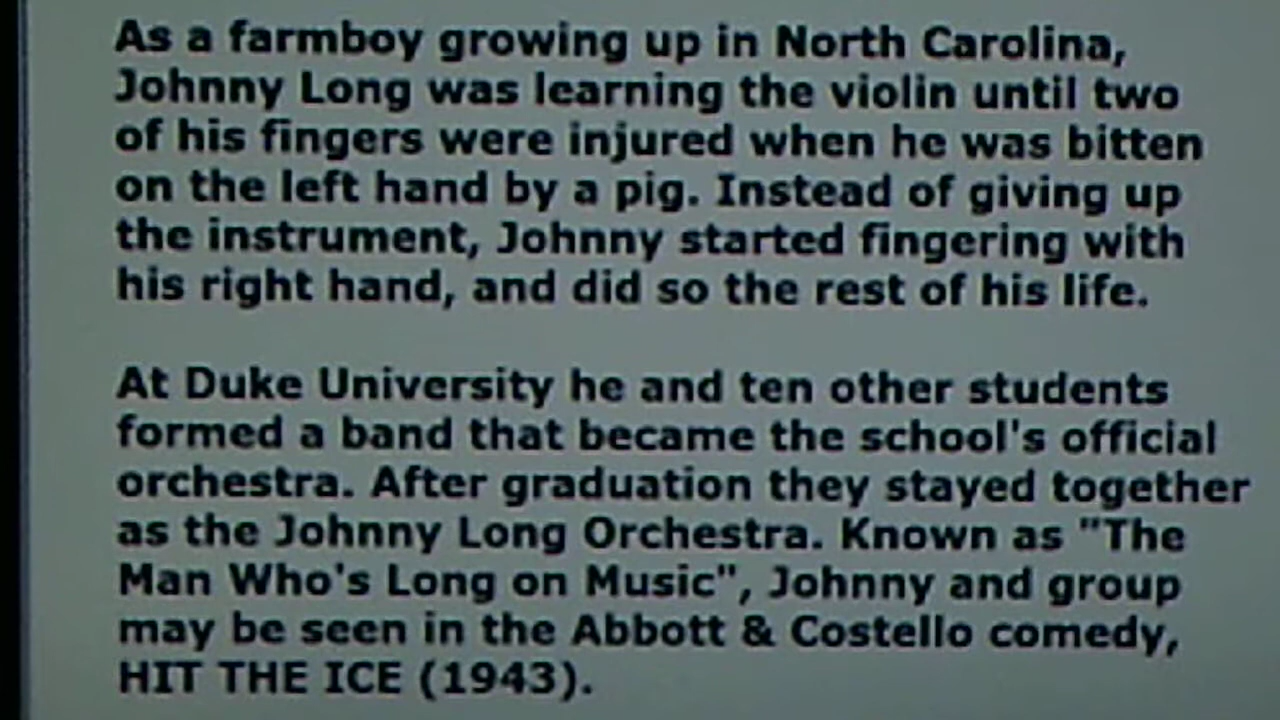 As a farmboy growing up in North Carolina,
Johnny Long was learning the violin until two
of his fingers were injured when he was bitten
on the left hand by a pig. Instead of giving up
the instrument, Johnny started fingering with
his right hand, and did so the rest of his life.
At Duke University he and ten other students
formed a band that became the school's official
orchestra. After graduation they stayed together
as the Johnny Long Orchestra. Known as "The
Man Who's Long on Music", Johnny and group
may be seen in the Abbott & Costello comedy,
HIT THE ICE (1943).